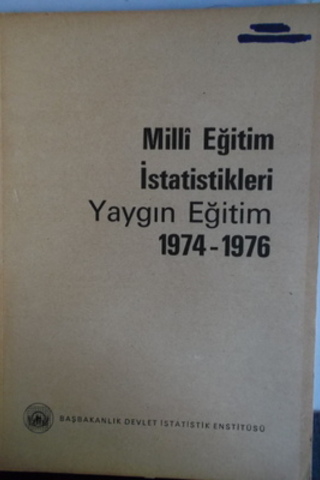 Millî Eğitim
İstatistikleri
Yaygın Eğitim
1974-1976
BAŞBAKANLIK DEVLET İSTATİSTİK ENSTİTÜSÜ